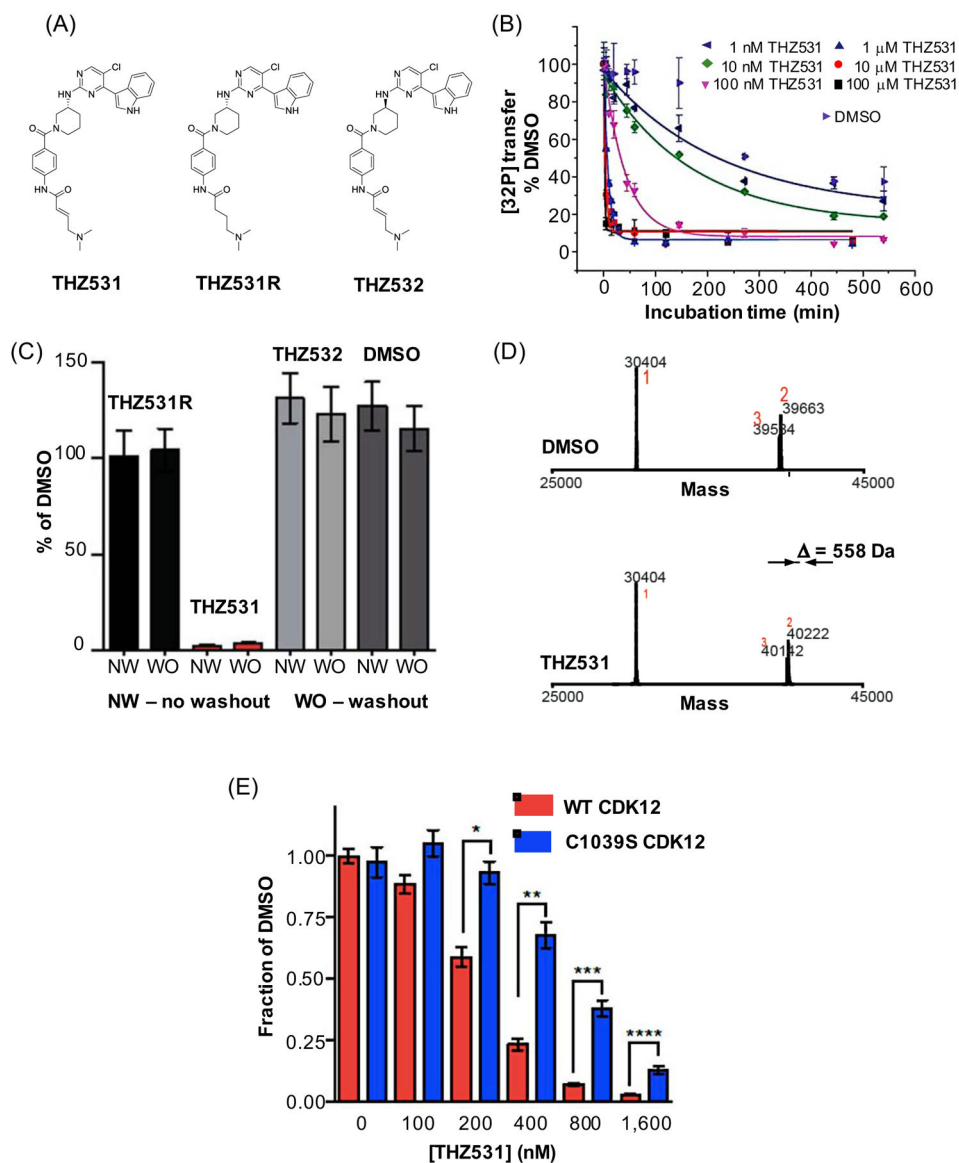 (A)
Cl
N
N
HN
NH
N
O
HN
O
N
THZ531
Cl
N
N
HN
NH
N
O
HN
O
N
THZ531R
Cl
N
N
HN
NH
N
O
HN
O
N
THZ532
(B)
1 nM THZ531
10 nM THZ531
100 nM THZ531
1 μM THZ531
10 μM THZ531
100 μM THZ531
DMSO
[32P] transfer
% DMSO
100
80
60
40
20
0
0 100 200 300 400 500 600
Incubation time (min)
(C)
% of DMSO
150
100
50
0
THZ531R
THZ531
THZ532
DMSO
NW WO NW WO NW WO NW WO
NW – no washout WO – washout
(D)
30404
1
2
39663
3
39584
DMSO
25000 Mass 45000
Δ = 558 Da
30404
1
2
40222
3
40142
THZ531
25000 Mass 45000
(E)
WT CDK12
C1039S CDK12
Fraction of DMSO
1.00
0.75
0.50
0.25
0.00
*
**
***
****
0 100 200 400 800 1,600
[THZ531] (nM)